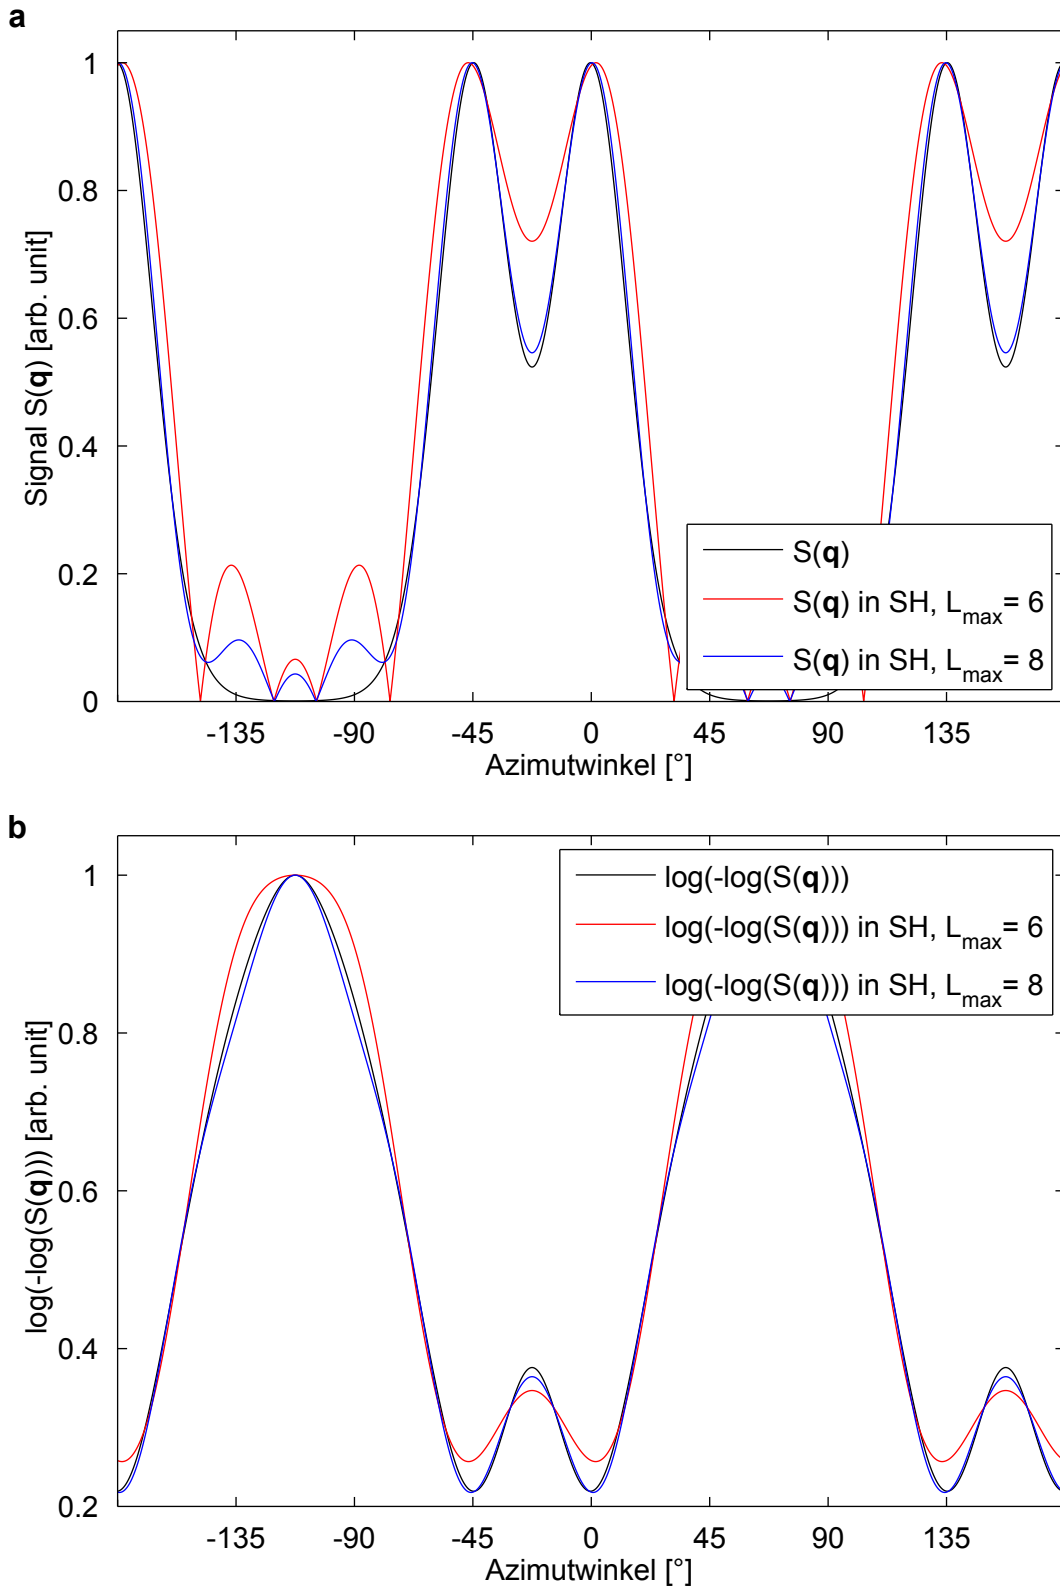 a
Signal S(q) [arb. unit]
1
0.8
0.6
0.4
0.2
0
S(q)
S(q) in SH, Lmax= 6
S(q) in SH, Lmax= 8
-135 -90 -45 0 45 90 135
Azimutwinkel [°]
b
log(-log(S(q))) [arb. unit]
1
0.8
0.6
0.4
0.2
log(-log(S(q)))
log(-log(S(q))) in SH, Lmax= 6
log(-log(S(q))) in SH, Lmax= 8
-135 -90 -45 0 45 90 135
Azimutwinkel [°]